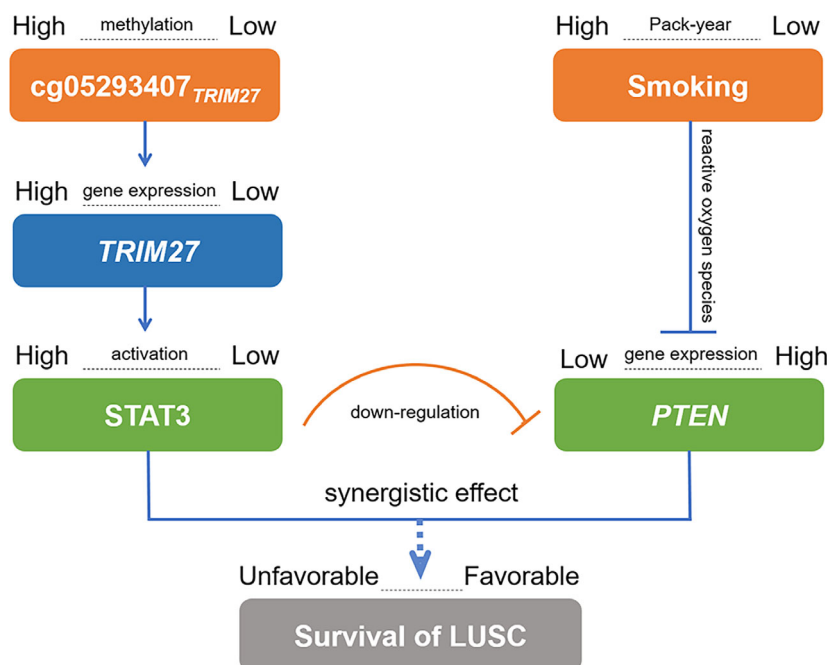 High methylation Low
High Pack-year Low
cg05293407TRIM27
Smoking
reactive oxygen species
High gene expression Low
TRIM27
High activation Low
Low gene expression High
STAT3
down-regulation
PTEN
synergistic effect
Unfavorable Favorable
Survival of LUSC